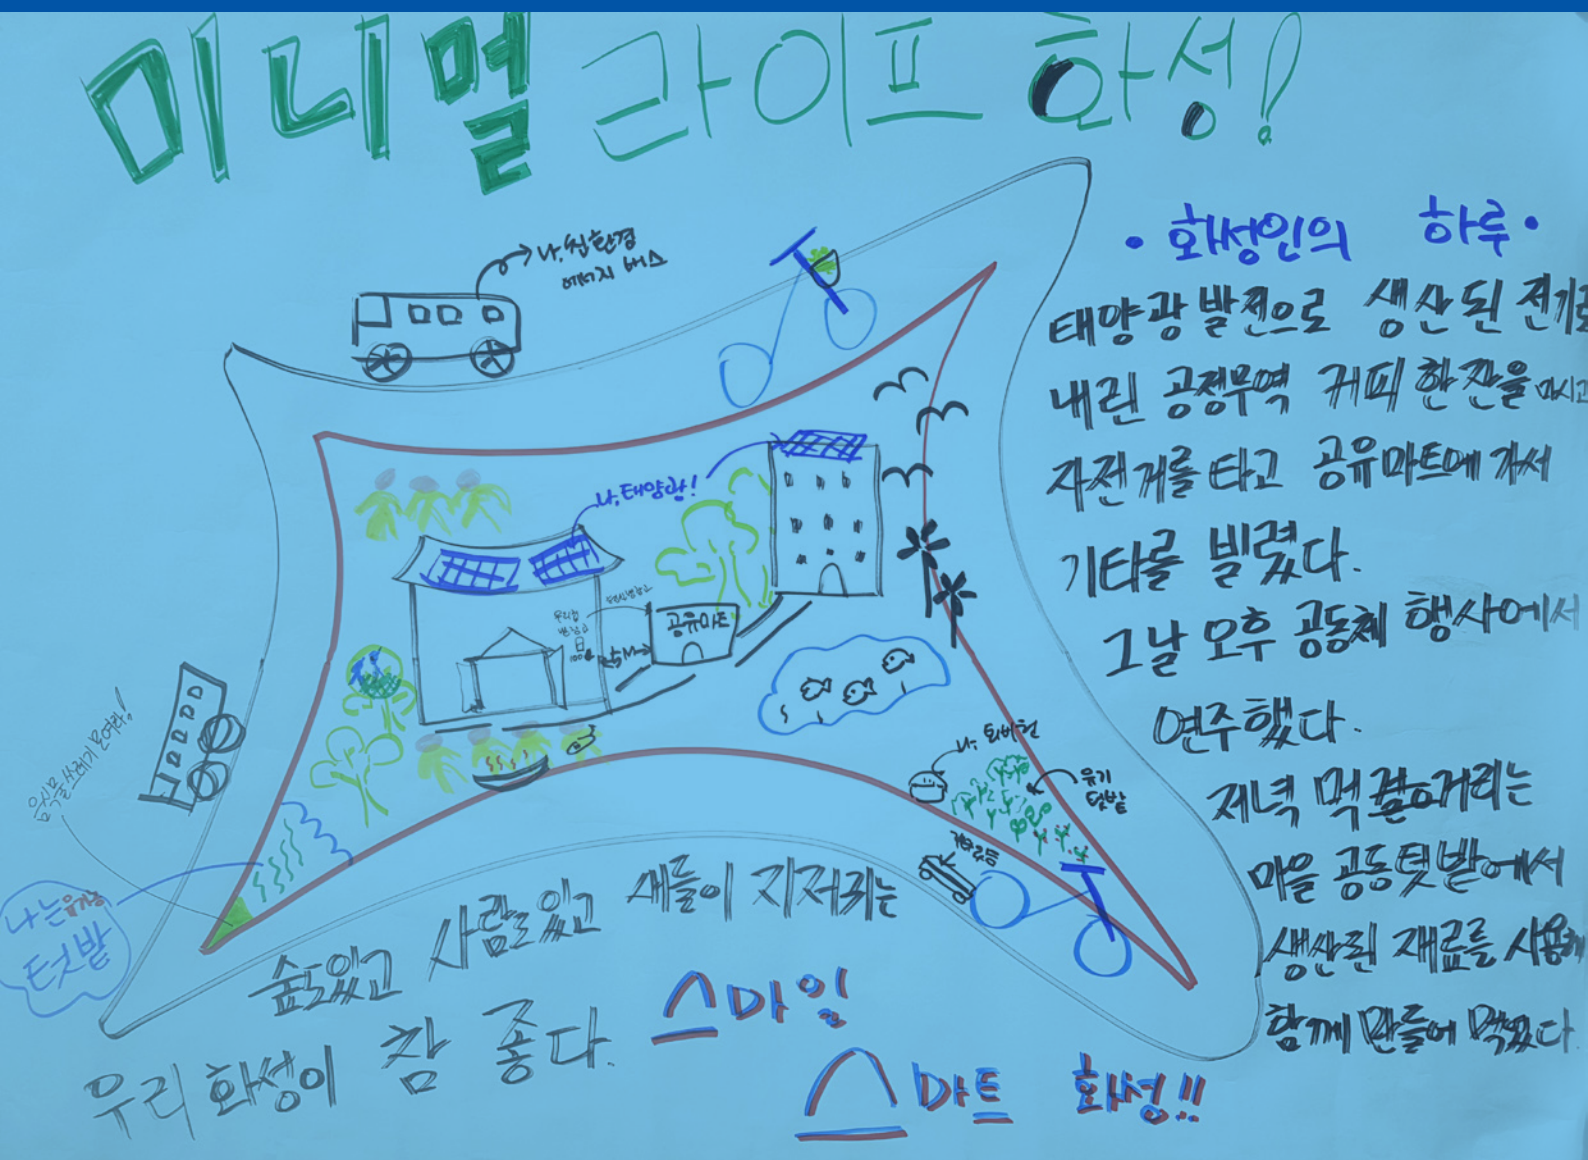 미니멀 라이프 화성!
나, 친환경
에너지 버스
• 화성인의 하루 •
태양광 발전으로 생산된 전기로
내린 공정무역 커피 한잔을 마시고
자전거를 타고 공유마트에 가서
기타를 빌렸다.
그날 오후 공동체 행사에서
연주했다.
저녁 먹을거리는
마을 공동텃밭에서
생산된 재료를 사용해
함께 만들어 먹었다.
나, 태양광!
공유마트
나, 퇴비헌
유기
텃밭
음식물 쓰레기 모여라!
나는 유기농
텃밭
숲도있고 사람도있고 새들이 지저귀는
우리 화성이 참 좋다.
스마일
스마트 화성!!